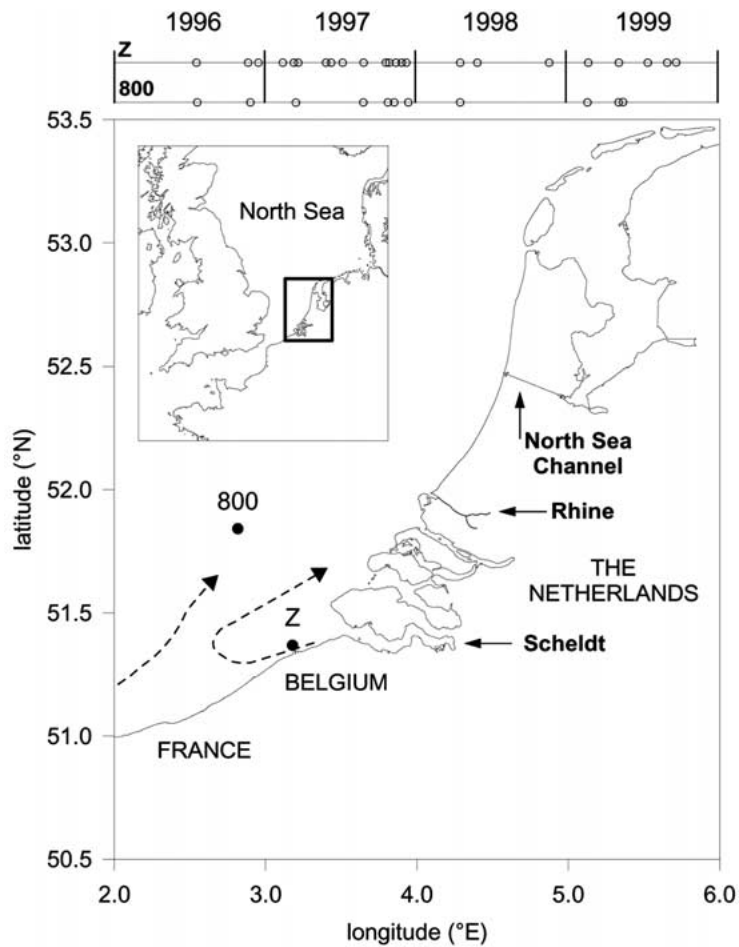 1996 1997 1998 1999
Z
800
53.5
North Sea
53.0
52.5
North Sea
Channel
52.0
800
Rhine
latitude (°N)
THE
NETHERLANDS
51.5
Z
Scheldt
BELGIUM
51.0
FRANCE
50.5
2.0 3.0 4.0 5.0 6.0
longitude (°E)